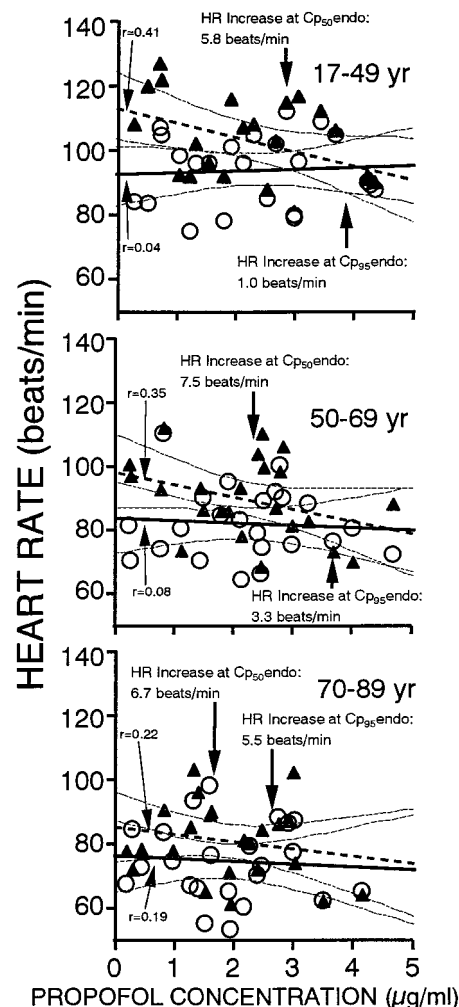 HEART RATE (beats/min)
r=0.41
HR Increase at Cp50endo:
5.8 beats/min
17-49 yr
140
120
100
80
60
r=0.04
HR Increase at Cp95endo:
1.0 beats/min
140
120
100
80
60
HR Increase at Cp50endo:
7.5 beats/min
50-69 yr
r=0.35
r=0.08
HR Increase at Cp95endo:
3.3 beats/min
140
120
100
80
60
HR Increase at Cp50endo:
6.7 beats/min
70-89 yr
HR Increase at Cp95endo:
5.5 beats/min
r=0.22
r=0.19
0 1 2 3 4 5
PROPOFOL CONCENTRATION (µg/ml)